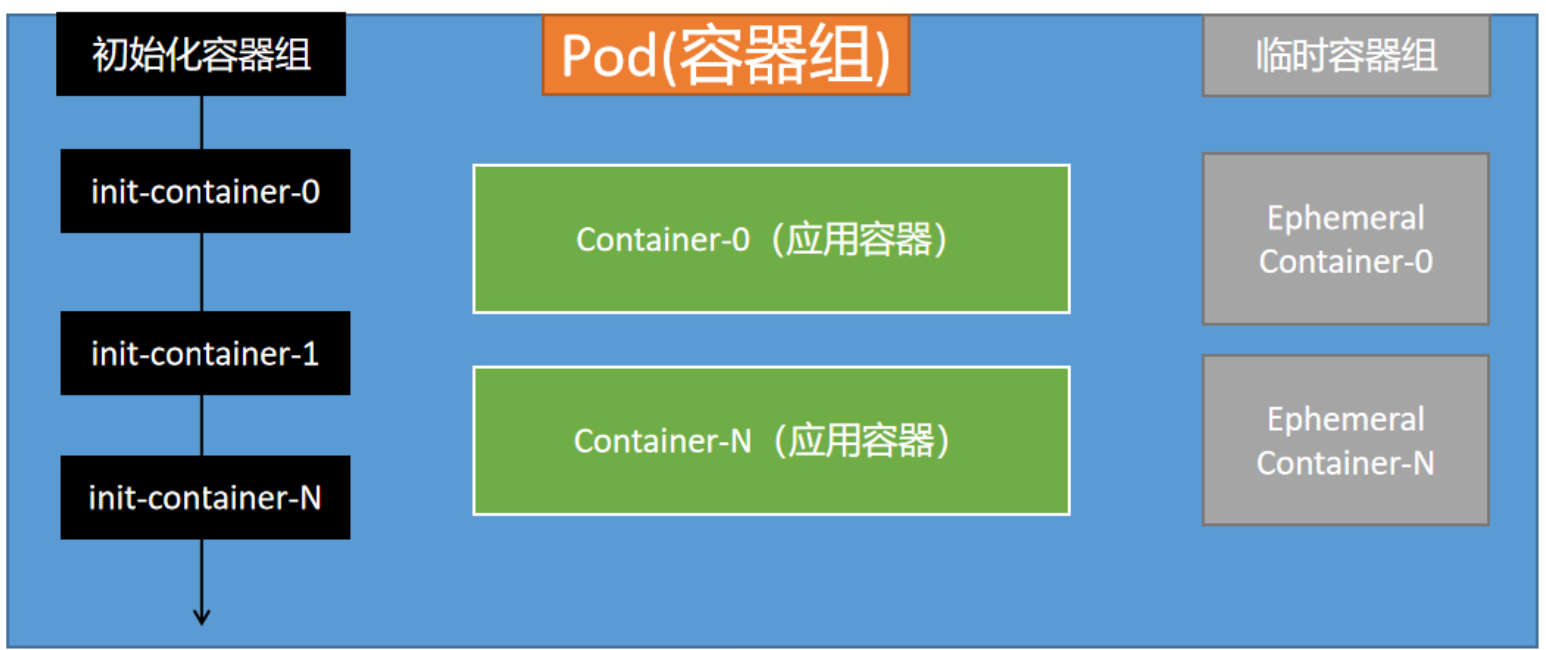 初始化容器组
init-container-0
init-container-1
init-container-N
Pod(容器组)
Container-0（应用容器）
Container-N（应用容器）
临时容器组
Ephemeral
Container-0
Ephemeral
Container-N